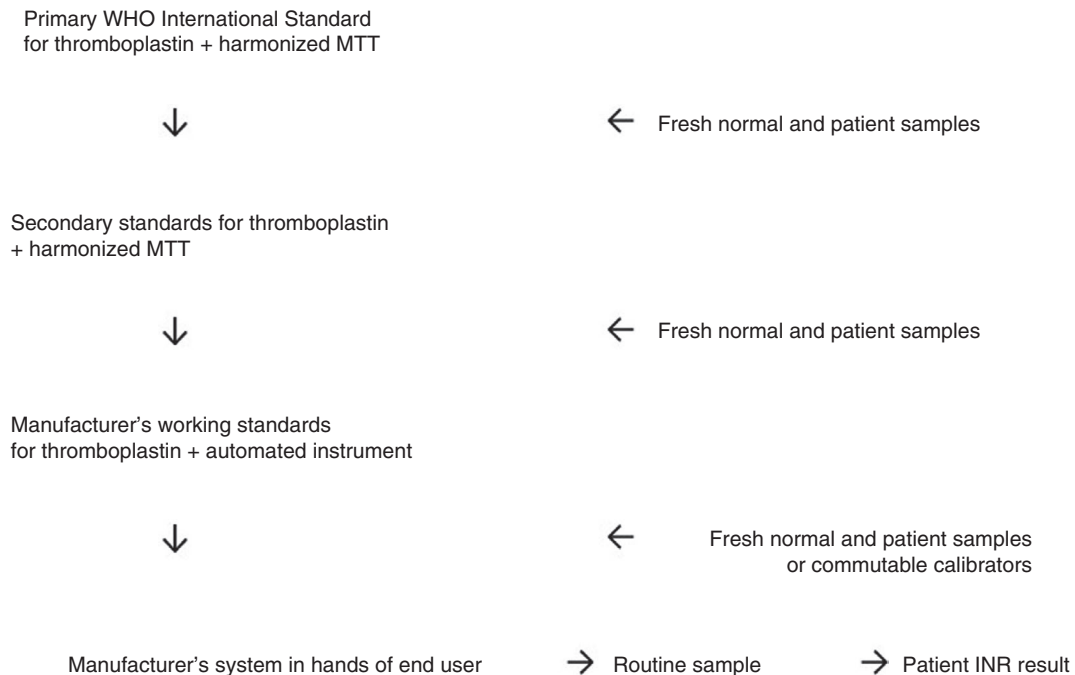 Primary WHO International Standard
for thromboplastin + harmonized MTT
↓
← Fresh normal and patient samples
Secondary standards for thromboplastin
+ harmonized MTT
↓
← Fresh normal and patient samples
Manufacturer’s working standards
for thromboplastin + automated instrument
↓
← Fresh normal and patient samples
or commutable calibrators
Manufacturer’s system in hands of end user → Routine sample → Patient INR result